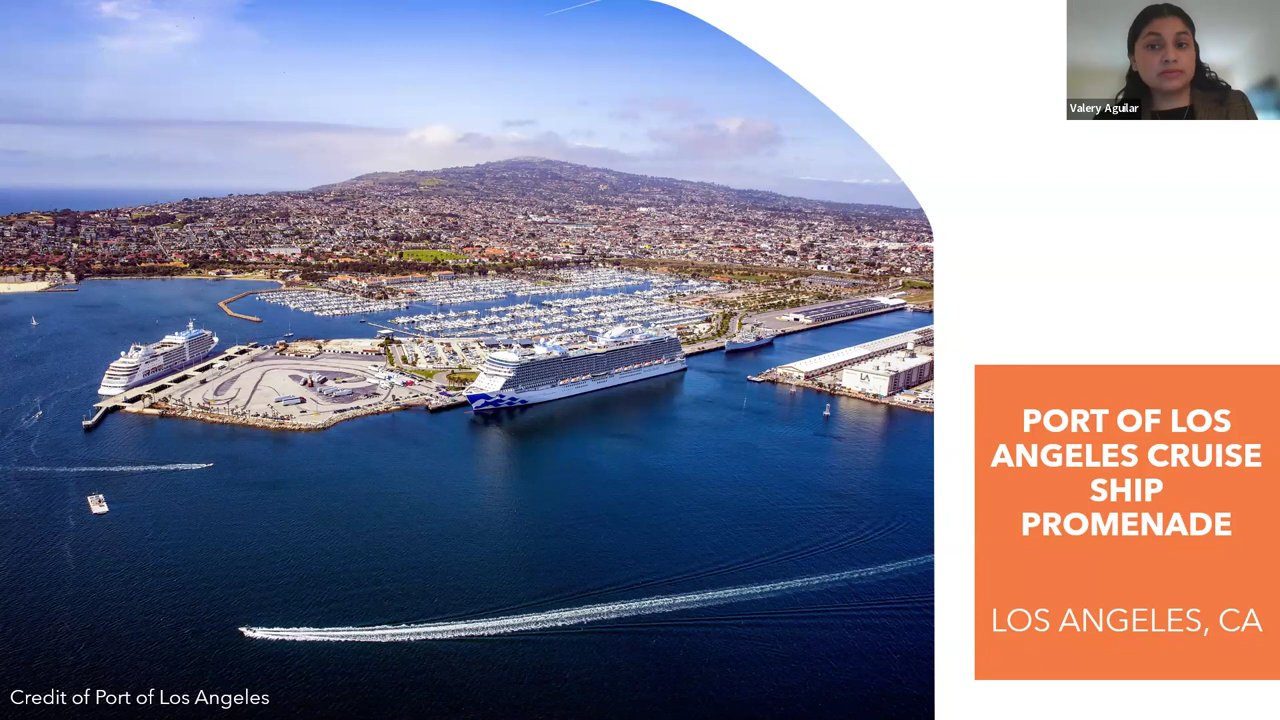 Valery Aguilar
PORT OF LOS
ANGELES CRUISE
SHIP
PROMENADE
LOS ANGELES, CA
Credit of Port of Los Angeles